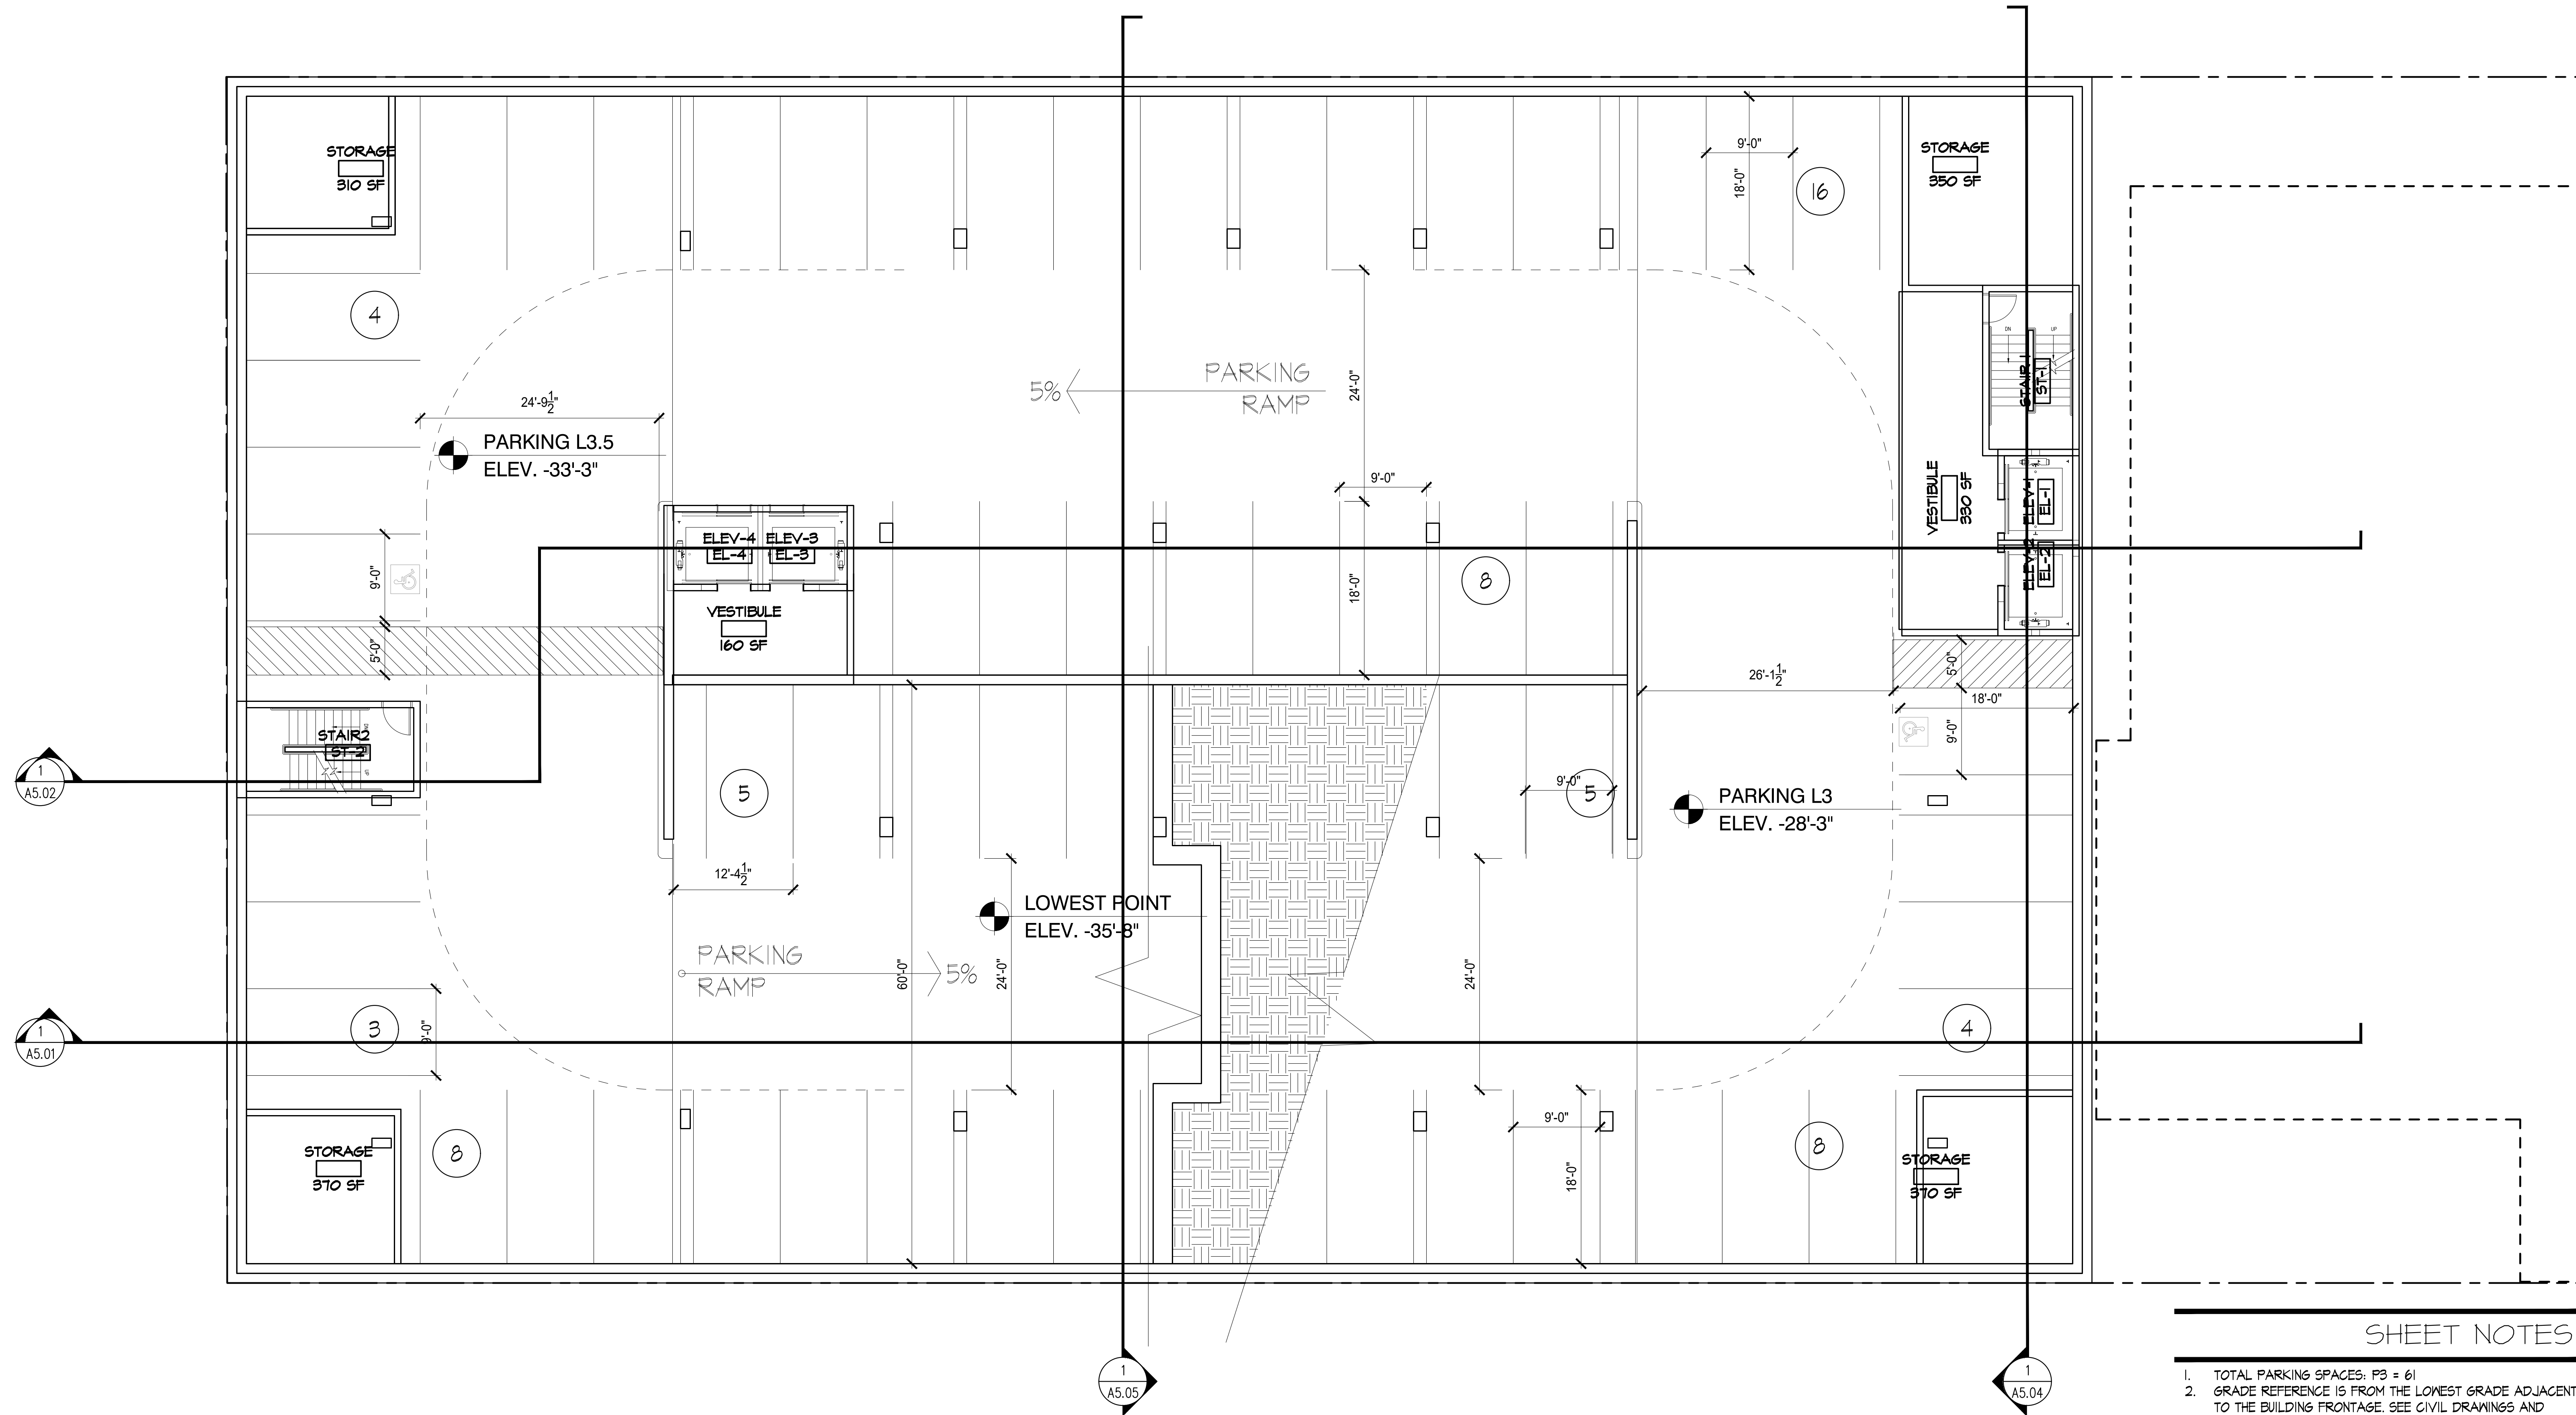 STORAGE
310 SF
9'-0"
18'-0"
16
STORAGE
350 SF
4
5%
PARKING
RAMP
24'-0"
DN
UP
STAIR1
ST-1
24'-9 1/2"
PARKING L3.5
ELEV. -33'-3"
9'-0"
VESTIBULE
330 SF
ELEV-1
EL-1
ELEV-2
EL-2
ELEV-4
EL-4
ELEV-3
EL-3
9'-0"
18'-0"
8
VESTIBULE
160 SF
5'-0"
5'-0"
26'-1 1/2"
18'-0"
9'-0"
STAIR2
ST-2
1
A5.02
5
9'-0"
5
PARKING L3
ELEV. -28'-3"
12'-4 1/2"
LOWEST POINT
ELEV. -35'-8"
PARKING
RAMP
5%
60'-0"
24'-0"
24'-0"
3
9'-0"
4
1
A5.01
STORAGE
370 SF
8
9'-0"
18'-0"
8
STORAGE
370 SF
1
A5.05
1
A5.04
SHEET NOTES
1. TOTAL PARKING SPACES: P3 = 61
2. GRADE REFERENCE IS FROM THE LOWEST GRADE ADJACENT
TO THE BUILDING FRONTAGE. SEE CIVIL DRAWINGS AND